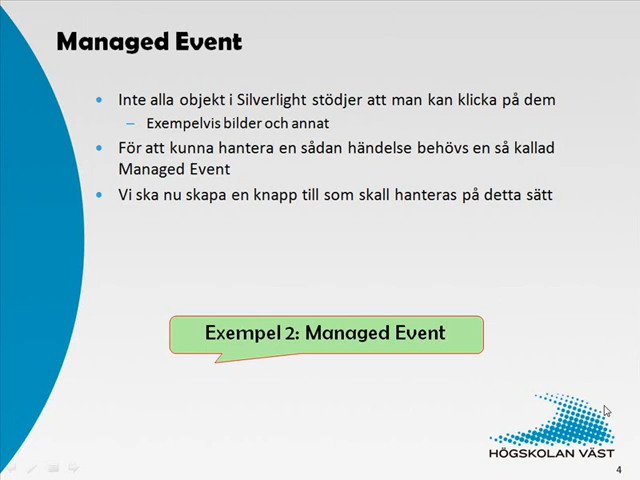 Managed Event
• Inte alla objekt i Silverlight stödjer att man kan klicka på dem
– Exempelvis bilder och annat
• För att kunna hantera en sådan händelse behövs en så kallad
Managed Event
• Vi ska nu skapa en knapp till som skall hanteras på detta sätt
Exempel 2: Managed Event
HÖGSKOLAN VÄST
4